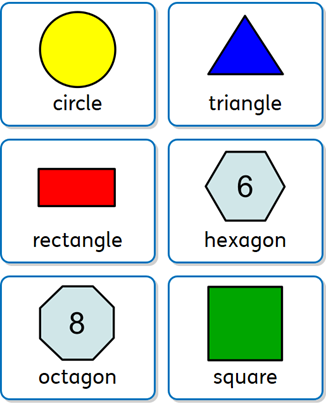 circle
triangle
rectangle
6
hexagon
8
octagon
square